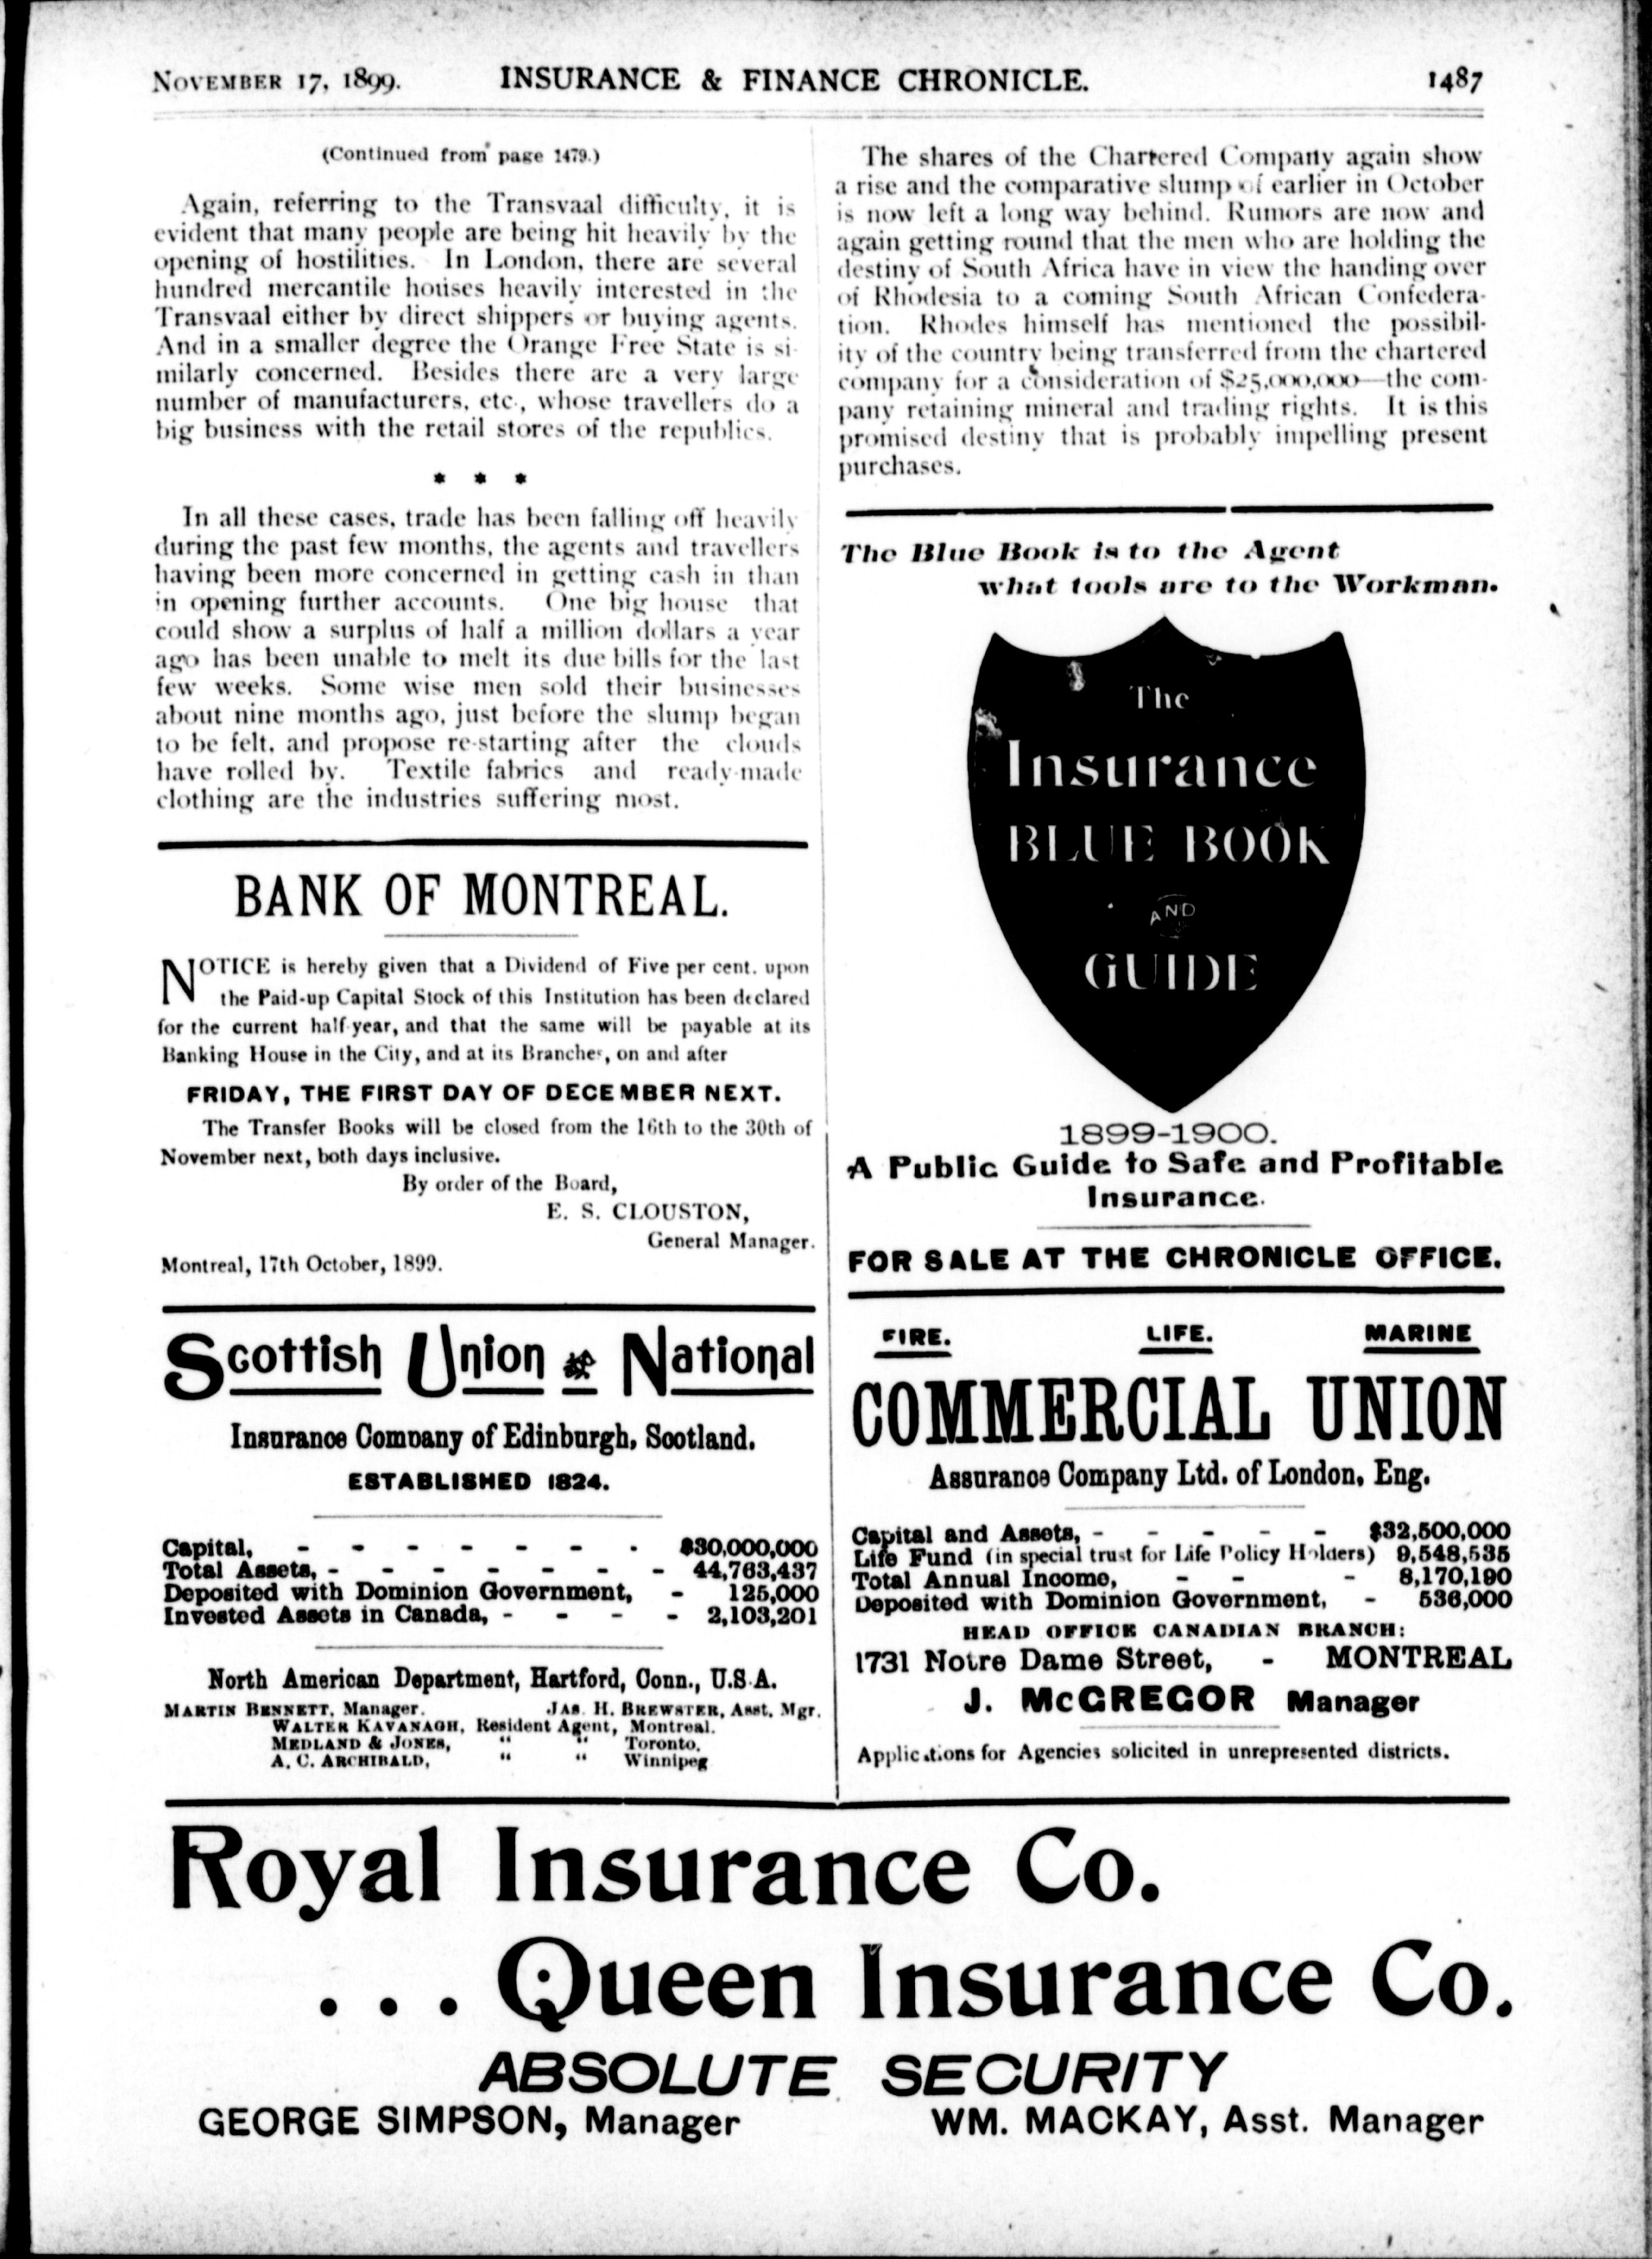 NOVEMBER 17, 1899. INSURANCE & FINANCE CHRONICLE. 1487
(Continued from page 1479.)
Again, referring to the Transvaal difficulty, it is
evident that many people are being hit heavily by the
opening of hostilities. In London, there are several
hundred mercantile houses heavily interested in the
Transvaal either by direct shippers or buying agents.
And in a smaller degree the Orange Free State is si-
milarly concerned. Besides there are a very large
number of manufacturers, etc., whose travellers do a
big business with the retail stores of the republics.
* * *
In all these cases, trade has been falling off heavily
during the past few months, the agents and travellers
having been more concerned in getting cash in than
in opening further accounts. One big house that
could show a surplus of half a million dollars a year
ago has been unable to melt its due bills for the last
few weeks. Some wise men sold their businesses
about nine months ago, just before the slump began
to be felt, and propose re-starting after the clouds
have rolled by. Textile fabrics and ready-made
clothing are the industries suffering most.
BANK OF MONTREAL.
NOTICE is hereby given that a Dividend of Five per cent. upon
the Paid-up Capital Stock of this Institution has been declared
for the current half-year, and that the same will be payable at its
Banking House in the City, and at its Branches, on and after
FRIDAY, THE FIRST DAY OF DECEMBER NEXT.
The Transfer Books will be closed from the 16th to the 30th of
November next, both days inclusive.
By order of the Board,
E. S. CLOUSTON,
General Manager.
Montreal, 17th October, 1899.
Scottish Union & National
Insurance Company of Edinburgh, Scotland.
ESTABLISHED 1824.
Capital, - - - - - - - $30,000,000
Total Assets, - - - - - - - 44,763,437
Deposited with Dominion Government, - 125,000
Invested Assets in Canada, - - - - 2,103,201
North American Department, Hartford, Conn., U.S.A.
MARTIN BENNETT, Manager. JAS. H. BREWSTER, Asst. Mgr.
WALTER KAVANAGH, Resident Agent, Montreal.
MEDLAND & JONES, " " Toronto.
A. C. ARCHIBALD, " " Winnipeg
The shares of the Chartered Company again show
a rise and the comparative slump of earlier in October
is now left a long way behind. Rumors are now and
again getting round that the men who are holding the
destiny of South Africa have in view the handing over
of Rhodesia to a coming South African Confedera-
tion. Rhodes himself has mentioned the possibil-
ity of the country being transferred from the chartered
company for a consideration of $25,000,000—the com-
pany retaining mineral and trading rights. It is this
promised destiny that is probably impelling present
purchases.
The Blue Book is to the Agent
what tools are to the Workman.
The
Insurance
BLUE BOOK
AND
GUIDE
1899-1900.
A Public Guide to Safe and Profitable
Insurance.
FOR SALE AT THE CHRONICLE OFFICE.
FIRE. LIFE. MARINE
COMMERCIAL UNION
Assurance Company Ltd. of London, Eng.
Capital and Assets, - - - - - $32,500,000
Life Fund (in special trust for Life Policy Holders) 9,548,535
Total Annual Income, - - - 8,170,190
Deposited with Dominion Government, - 536,000
HEAD OFFICE CANADIAN BRANCH:
1731 Notre Dame Street, - MONTREAL
J. McGREGOR Manager
Applications for Agencies solicited in unrepresented districts.
Royal Insurance Co.
. . . Queen Insurance Co.
ABSOLUTE SECURITY
GEORGE SIMPSON, Manager WM. MACKAY, Asst. Manager